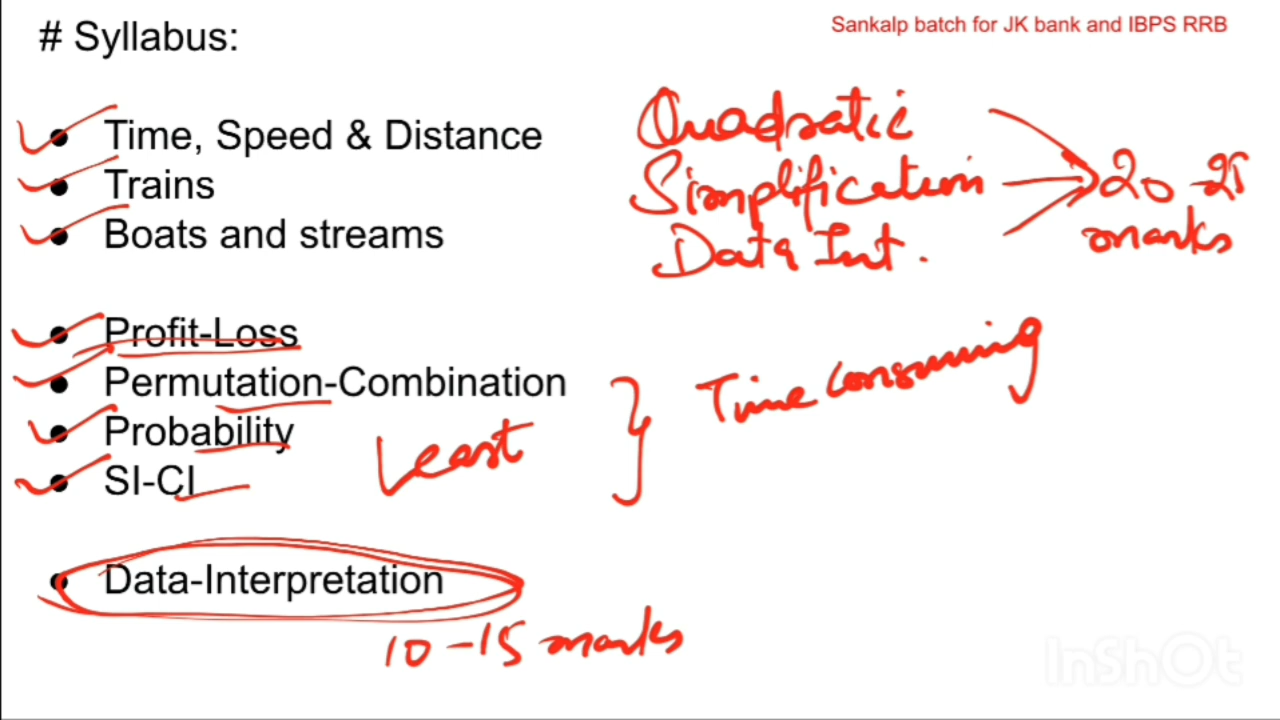 # Syllabus:
Sankalp batch for JK bank and IBPS RRB
Time, Speed & Distance
Trains
Boats and streams
Quadratic
Simplification
Data Int.
20-25
marks
Profit-Loss
Permutation-Combination
Probability
SI-CI
Least
Time consuming
Data-Interpretation
10-15 marks
InShOt